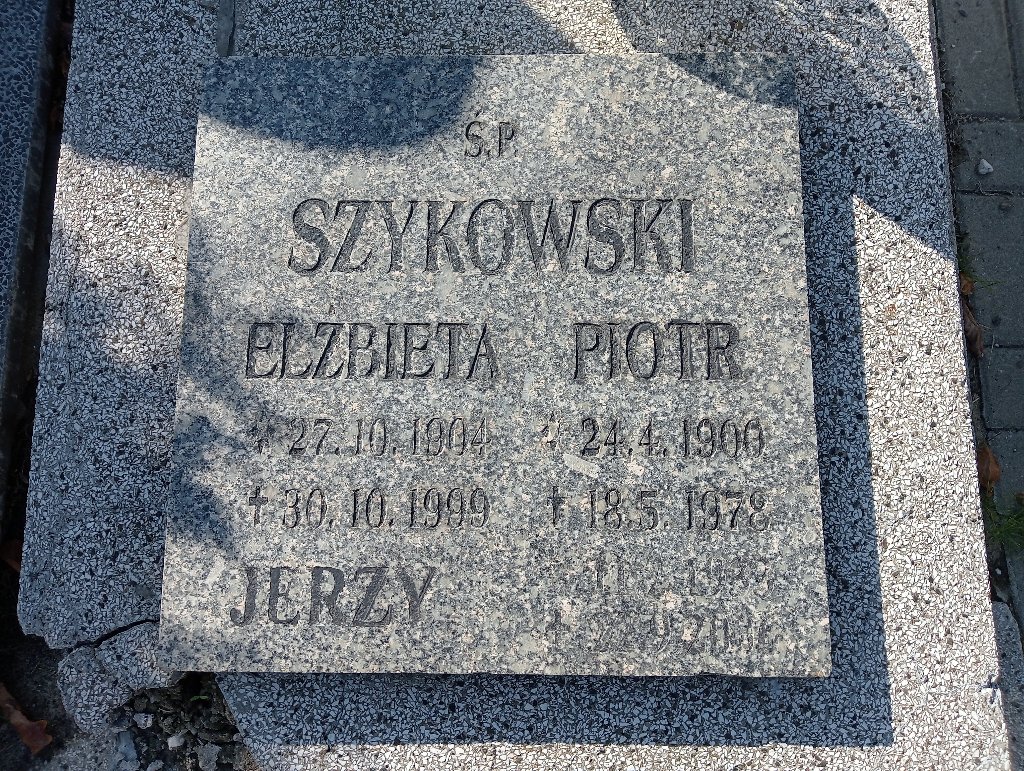 Ś.P.
SZYKOWSKI
ELŻBIETA PIOTR
* 27.10.1904 * 24.4.1900
† 30.10.1999 † 18.5.1978
JERZY